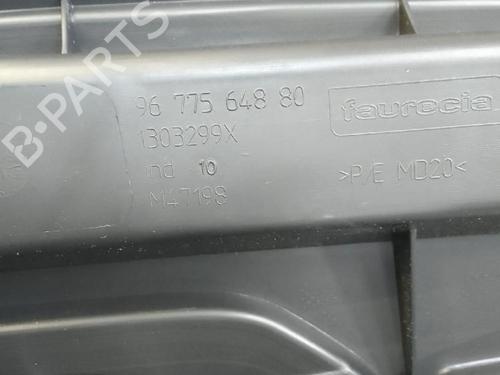 96 775 648 80
1303299X
ind 10
M47198
faurecia
>P/E MD20<
B-PARTS